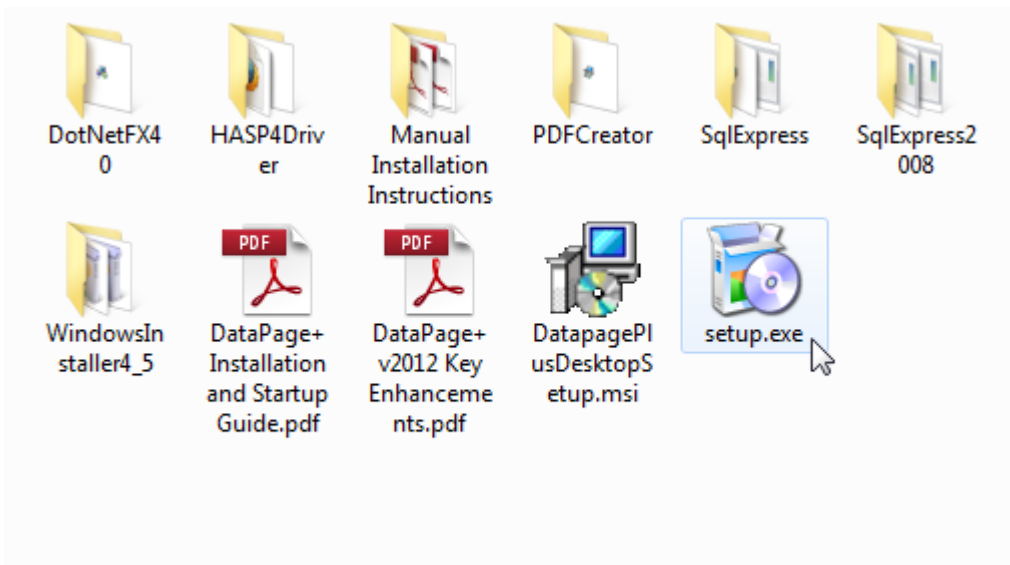 DotNetFX4
0
HASP4Driv
er
Manual
Installation
Instructions
PDFCreator
SqlExpress
SqlExpress2
008
WindowsIn
staller4_5
PDF
DataPage+
Installation
and Startup
Guide.pdf
PDF
DataPage+
v2012 Key
Enhanceme
nts.pdf
DatapagePl
usDesktopS
etup.msi
setup.exe